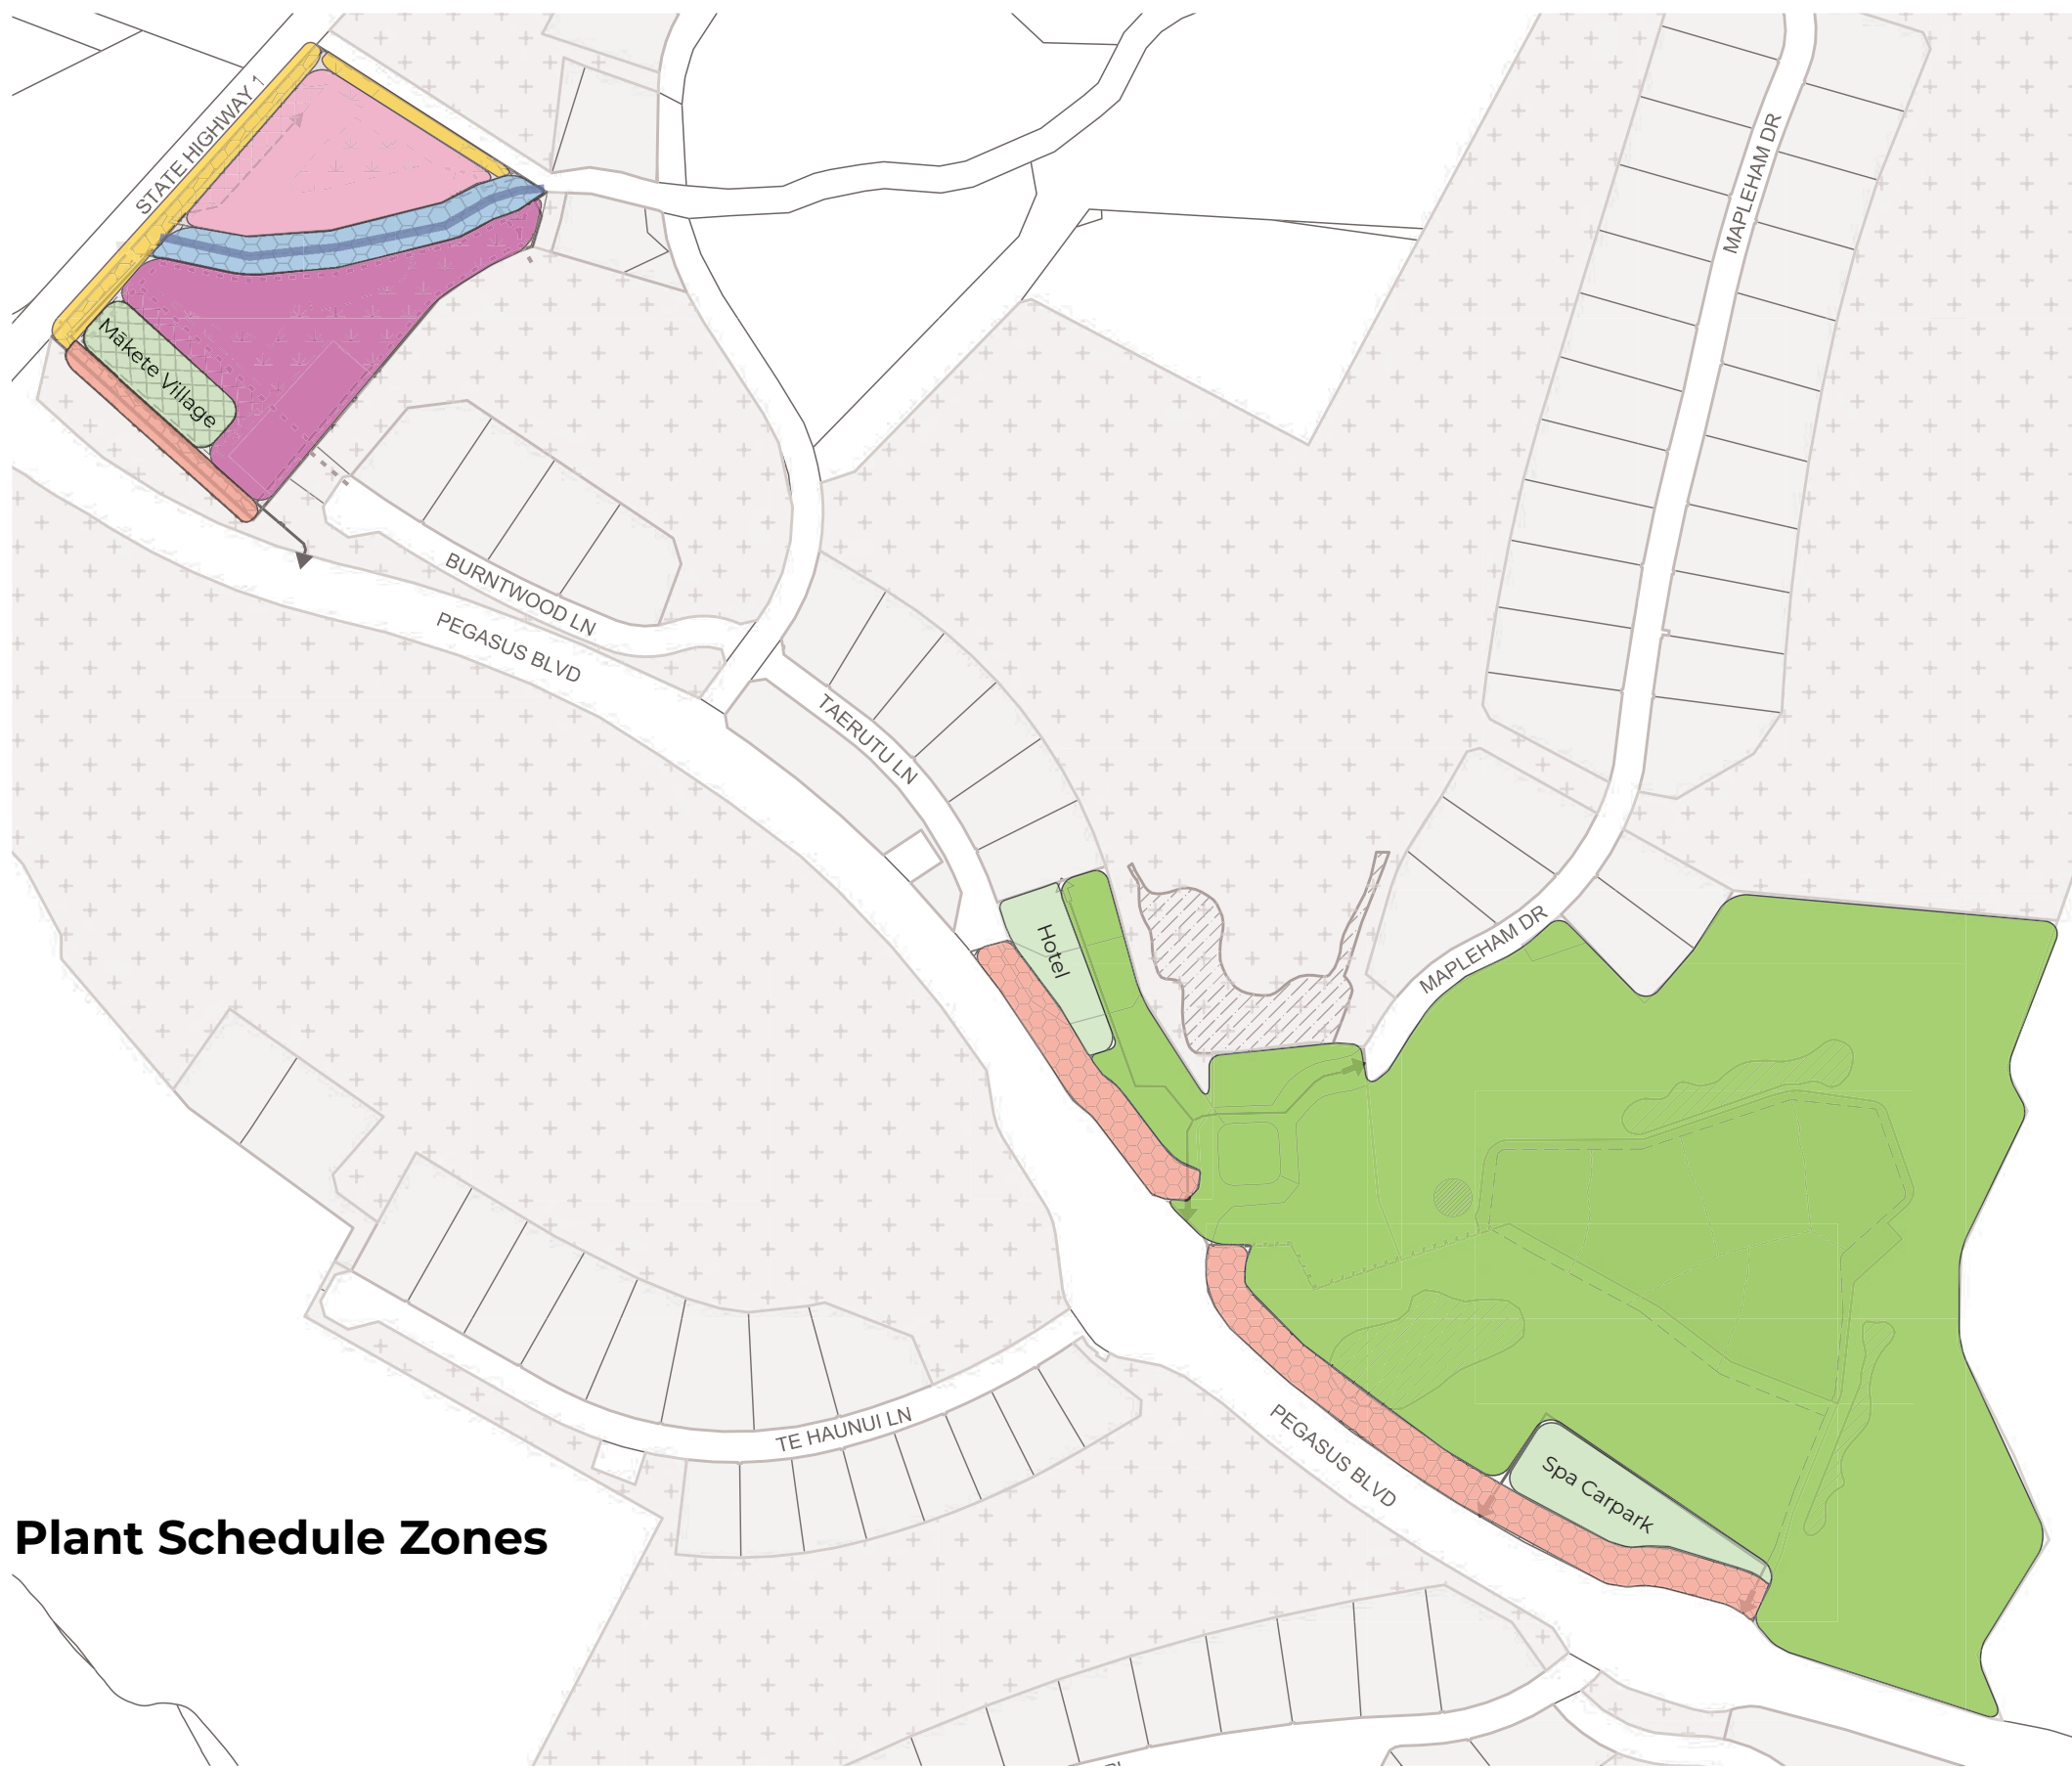 STATE HIGHWAY 1
MAPLEHAM DR
Mākete Village
BURNTWOOD LN
PEGASUS BLVD
TAERUTU LN
Hotel
MAPLEHAM DR
TE HAUNUI LN
PEGASUS BLVD
Spa Carpark
Plant Schedule Zones